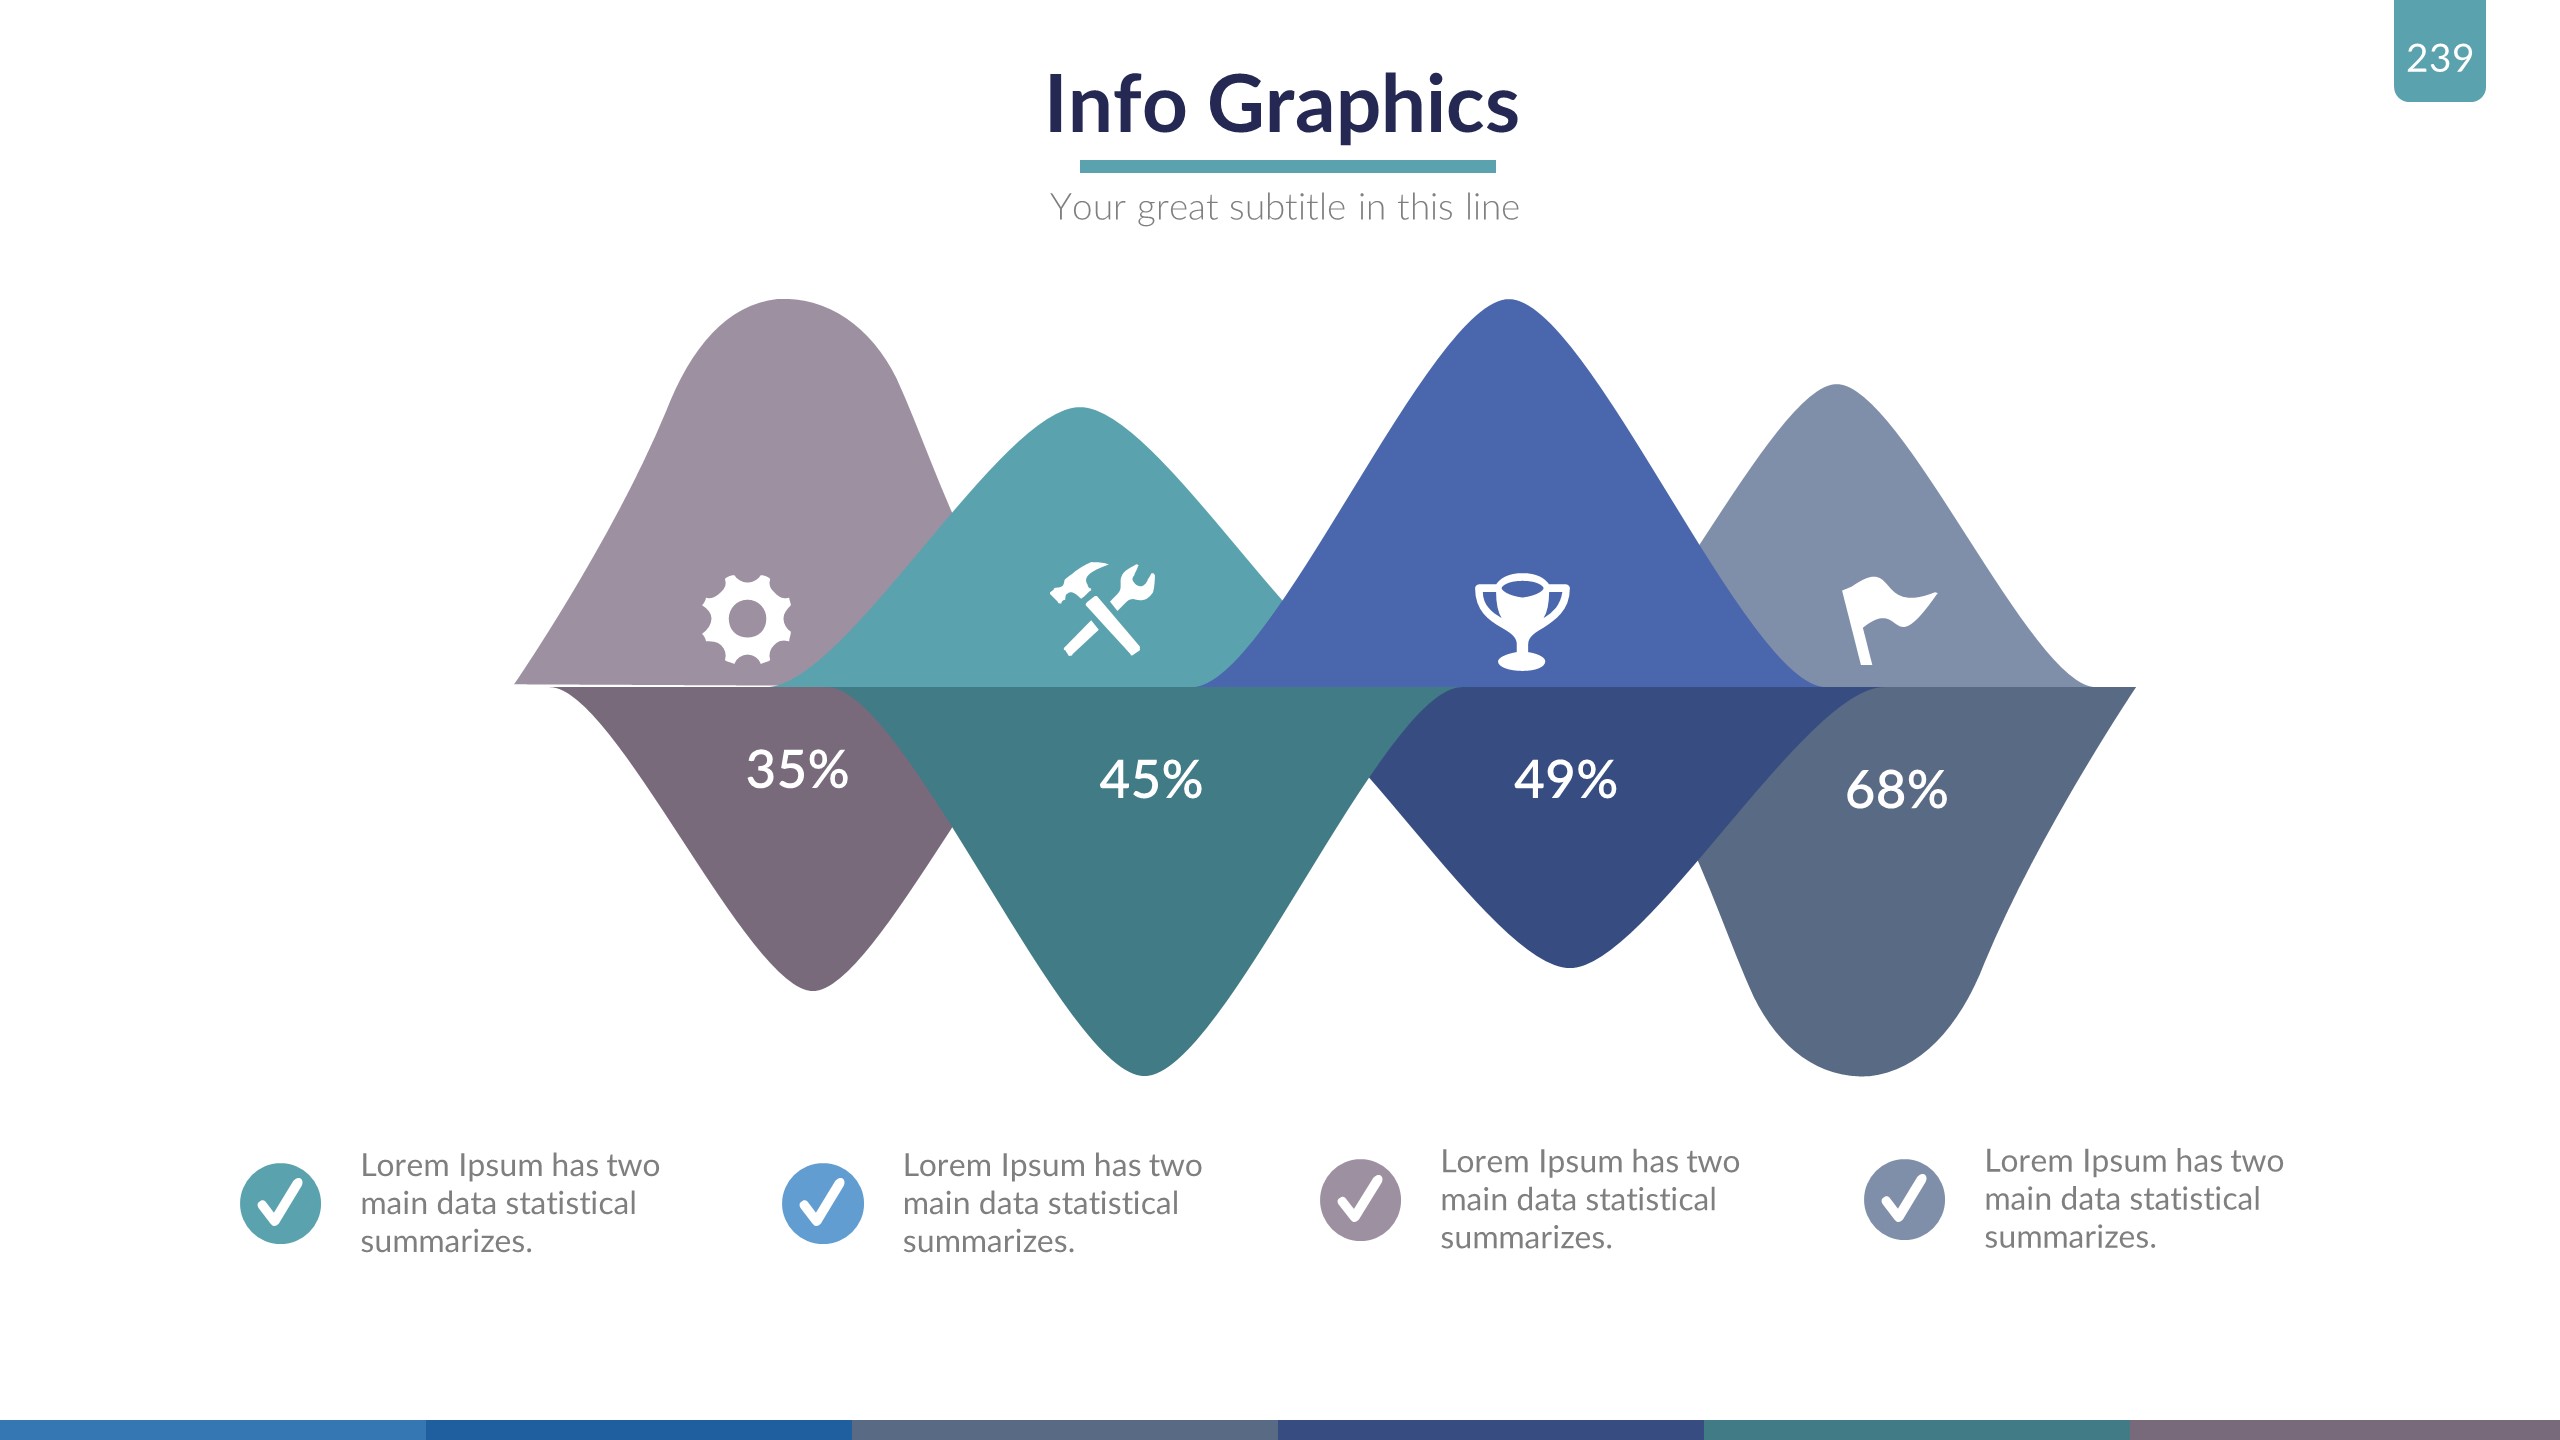 239
Info Graphics
Your great subtitle in this line
35%
45%
49%
68%
Lorem Ipsum has two
main data statistical
summarizes.
Lorem Ipsum has two
main data statistical
summarizes.
Lorem Ipsum has two
main data statistical
summarizes.
Lorem Ipsum has two
main data statistical
summarizes.